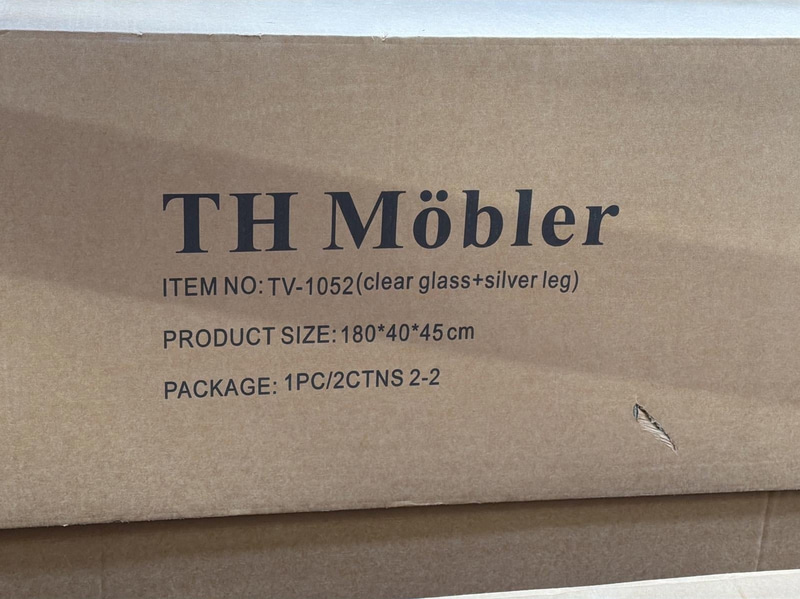 TH Möbler
ITEM NO: TV-1052(clear glass+silver leg)
PRODUCT SIZE: 180*40*45cm
PACKAGE: 1PC/2CTNS 2-2